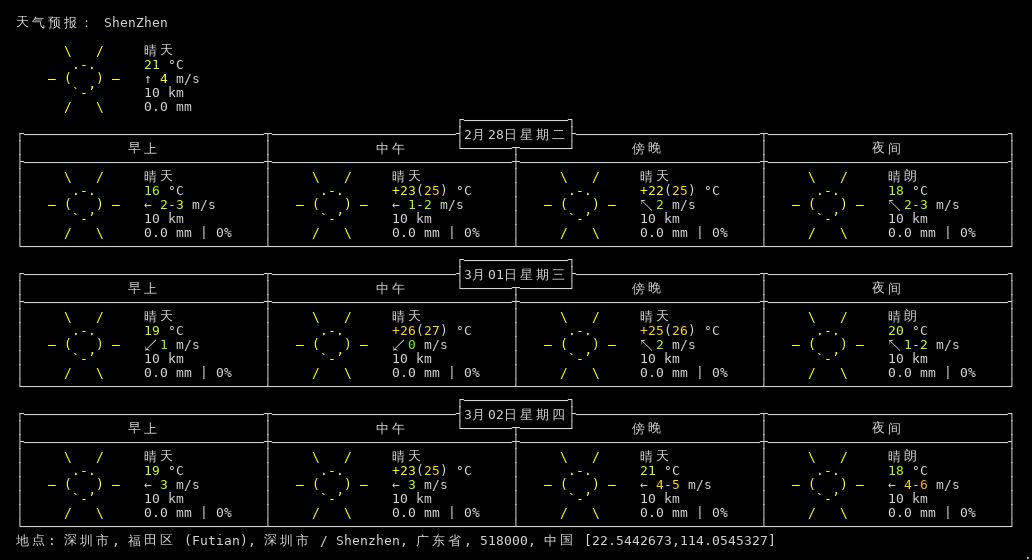 天气预报： ShenZhen
晴天
21 °C
↑ 4 m/s
10 km
0.0 mm
2月28日星期二
早上 中午 傍晚 夜间
晴天 晴天 晴天 晴朗
16 °C +23(25) °C +22(25) °C 18 °C
← 2-3 m/s ← 1-2 m/s ↖ 2 m/s ↖ 2-3 m/s
10 km 10 km 10 km 10 km
0.0 mm | 0% 0.0 mm | 0% 0.0 mm | 0% 0.0 mm | 0%
3月01日星期三
早上 中午 傍晚 夜间
晴天 晴天 晴天 晴朗
19 °C +26(27) °C +25(26) °C 20 °C
↙ 1 m/s ↙ 0 m/s ↖ 2 m/s ↖ 1-2 m/s
10 km 10 km 10 km 10 km
0.0 mm | 0% 0.0 mm | 0% 0.0 mm | 0% 0.0 mm | 0%
3月02日星期四
早上 中午 傍晚 夜间
晴天 晴天 晴天 晴朗
19 °C +23(25) °C 21 °C 18 °C
← 3 m/s ← 3 m/s ← 4-5 m/s ← 4-6 m/s
10 km 10 km 10 km 10 km
0.0 mm | 0% 0.0 mm | 0% 0.0 mm | 0% 0.0 mm | 0%
地点: 深圳市, 福田区 (Futian), 深圳市 / Shenzhen, 广东省, 518000, 中国 [22.5442673,114.0545327]